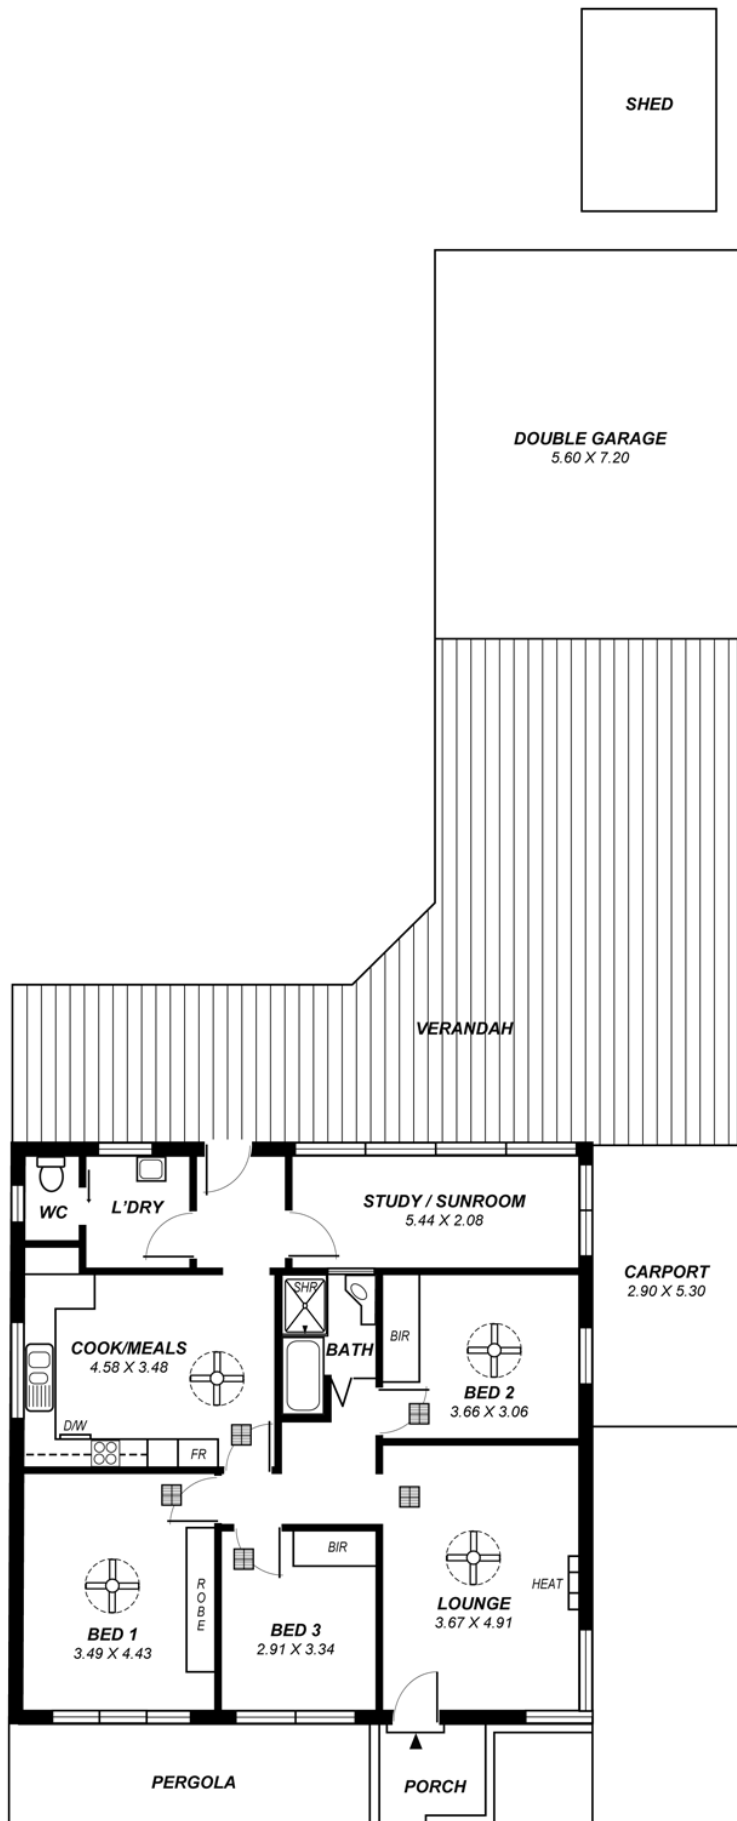 SHED
DOUBLE GARAGE
5.60 X 7.20
VERANDAH
WC
L'DRY
STUDY / SUNROOM
5.44 X 2.08
CARPORT
2.90 X 5.30
SHR
COOK/MEALS
4.58 X 3.48
BATH
BIR
BED 2
3.66 X 3.06
D/W
FR
BIR
ROBE
HEAT
LOUNGE
3.67 X 4.91
BED 1
3.49 X 4.43
BED 3
2.91 X 3.34
PERGOLA
PORCH